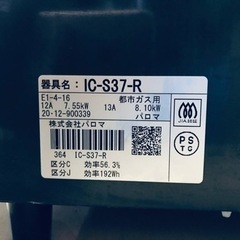 器具名： IC-S37-R
E1-4-16 都市ガス用
12A 7.55kW 13A 8.10kW
20・12-900339 パロマ
株式会社パロマ
364 IC-S37-R
区分C 効率56.3%
区分J 効率192Wh
PS
TG